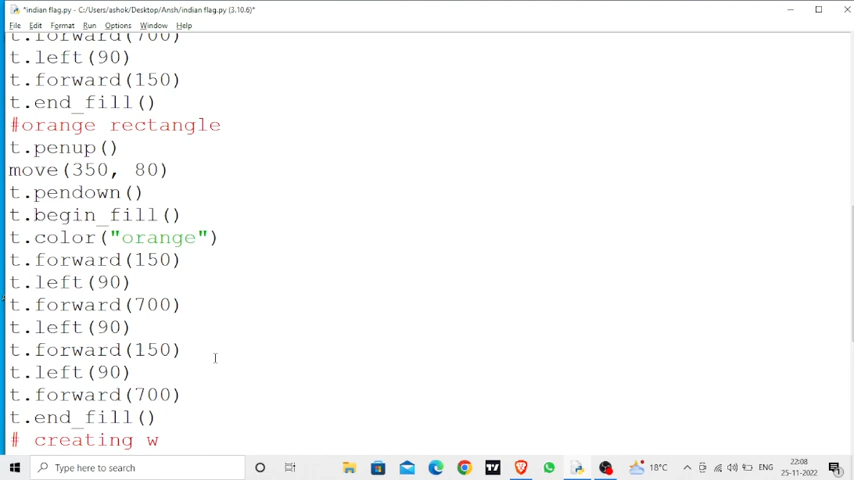 *indian flag.py - C:/Users/ashok/Desktop/Ansh/indian flag.py (3.10.6)*
File Edit Format Run Options Window Help
t.forward(700)
t.left(90)
t.forward(150)
t.end_fill()
#orange rectangle
t.penup()
move(350, 80)
t.pendown()
t.begin_fill()
t.color("orange")
t.forward(150)
t.left(90)
t.forward(700)
t.left(90)
t.forward(150)
t.left(90)
t.forward(700)
t.end_fill()
# creating w
Type here to search
18°C
ENG
22:08
25-11-2022